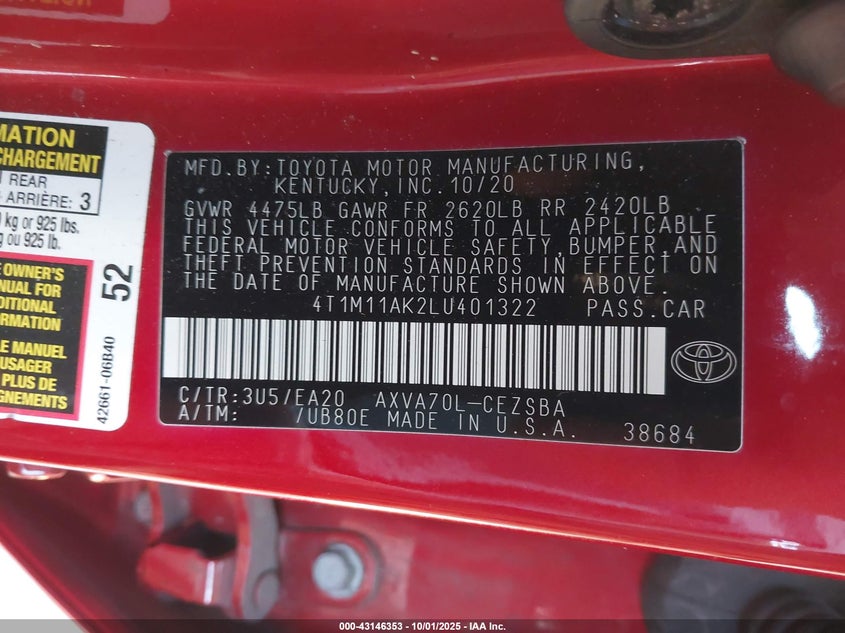 MATION
CHARGEMENT
REAR
ARRIÈRE: 3
kg or 925 lbs.
g ou 925 lb.
E OWNER'S
NUAL FOR
DITIONAL
RMATION
LE MANUEL
USAGER
PLUS DE
IGNEMENTS
52
42661-06B40
MFD.BY:TOYOTA MOTOR MANUFACTURING,
KENTUCKY,INC.10/20
GVWR 4475LB GAWR FR 2620LB RR 2420LB
THIS VEHICLE CONFORMS TO ALL APPLICABLE
FEDERAL MOTOR VEHICLE SAFETY, BUMPER, AND
THEFT PREVENTION STANDARDS IN EFFECT ON
THE DATE OF MANUFACTURE SHOWN ABOVE.
4T1M11AK2LU401322 PASS.CAR
C/TR:3U5/EA20 AXVA70L-CEZSBA
A/TM: /UB80E MADE IN U.S.A. 38684
000-43146353 - 10/01/2025 - IAA Inc.